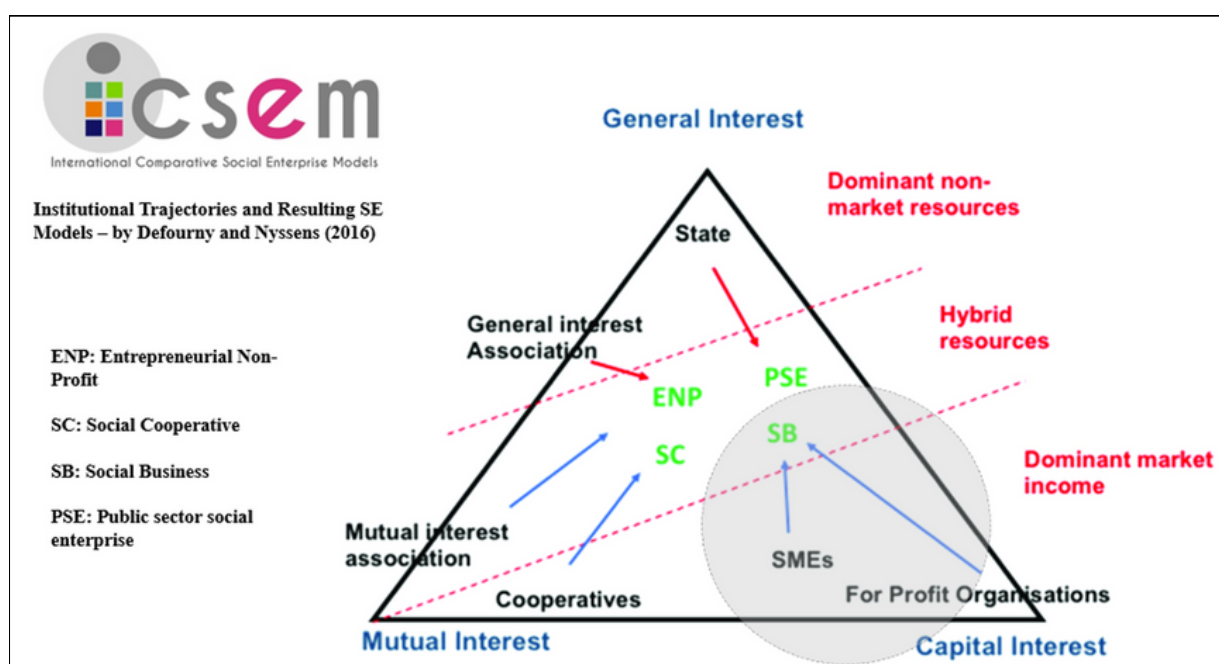 icsem
International Comparative Social Enterprise Models
Institutional Trajectories and Resulting SE
Models – by Defourny and Nyssens (2016)
ENP: Entrepreneurial Non-
Profit
SC: Social Cooperative
SB: Social Business
PSE: Public sector social
enterprise
General Interest
Dominant non-
market resources
State
Hybrid
resources
General interest
Association
PSE
ENP
SB
SC
Dominant market
income
Mutual interest
association
SMEs
Cooperatives
For Profit Organisations
Mutual Interest
Capital Interest